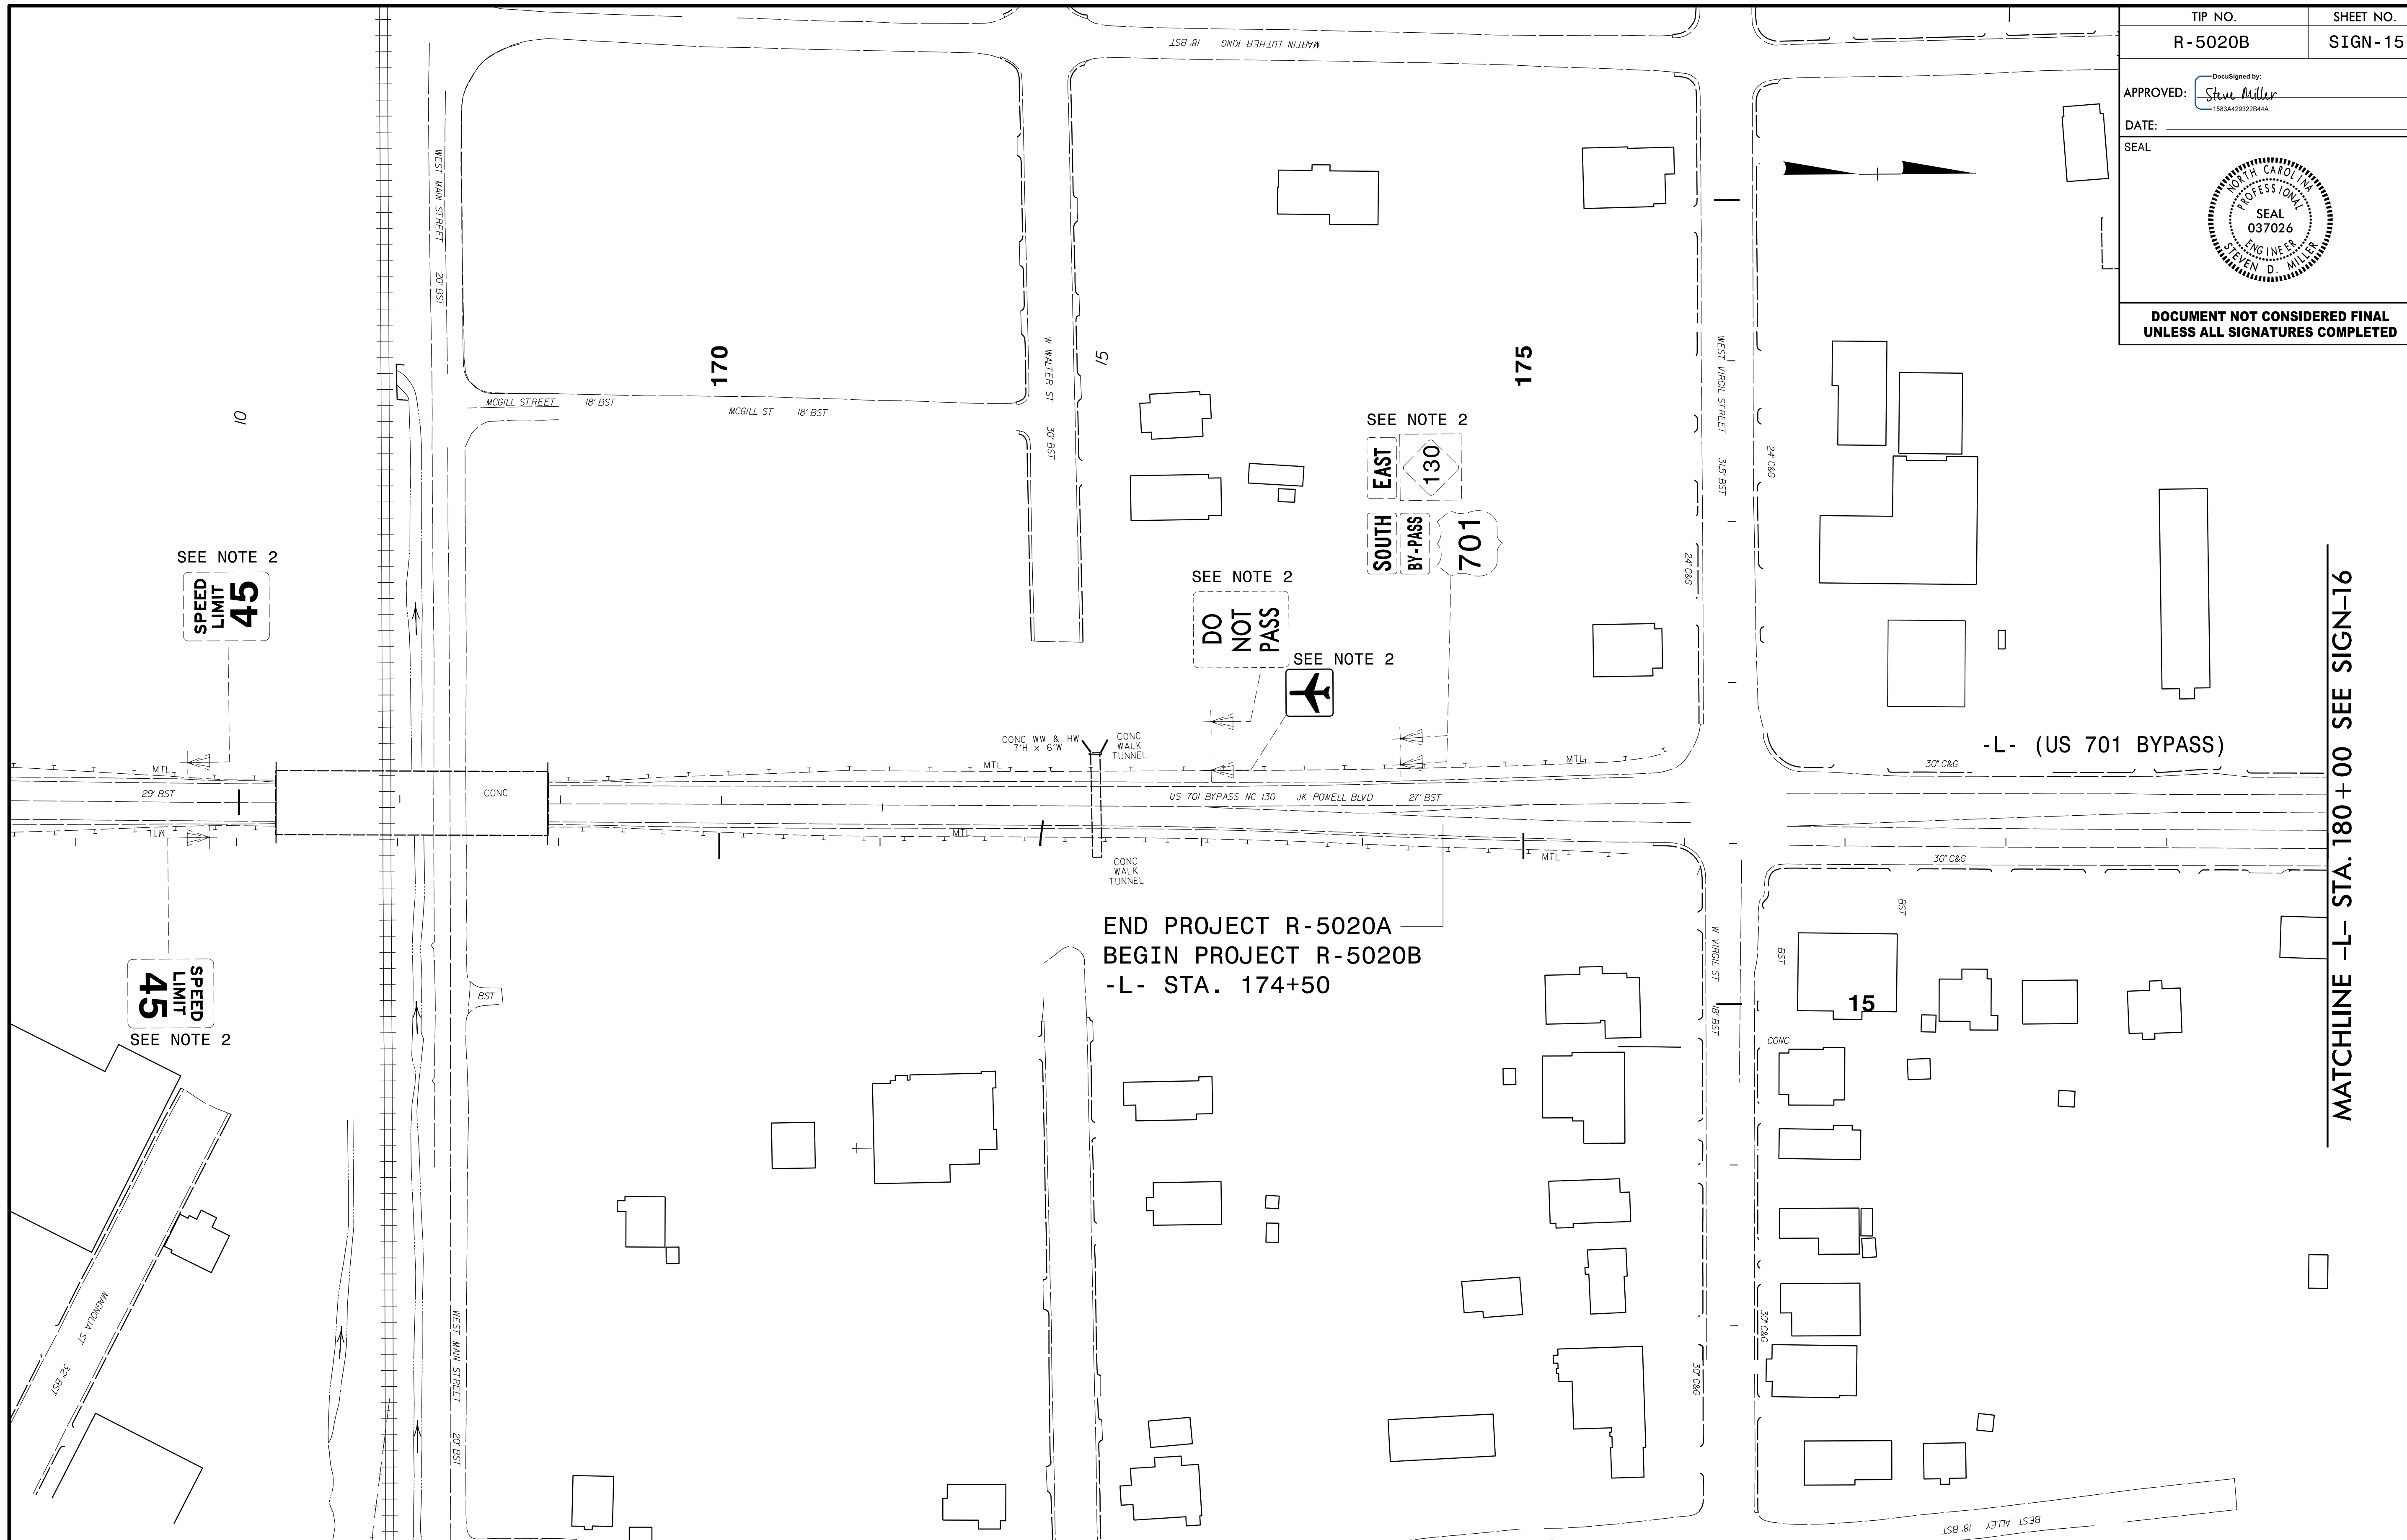 TIP NO.
SHEET NO.
R-5020B
SIGN-15
DocuSigned by:
APPROVED:
Steve Miller
1583A429322B44A...
DATE:
SEAL
NORTH CAROLINA
PROFESSIONAL
SEAL
037026
ENGINEER
STEVEN D. MILLER
DOCUMENT NOT CONSIDERED FINAL
UNLESS ALL SIGNATURES COMPLETED
MARTIN LUTHER KING 18' BST
WEST MAIN STREET 20' BST
170
W WALTER ST 30' BST
15
175
WEST VIRGIL STREET 31.5' BST
24" C&G
24" C&G
10
MCGILL STREET 18' BST
MCGILL ST 18' BST
SEE NOTE 2
EAST
130
SOUTH
BY-PASS
701
SEE NOTE 2
SPEED
LIMIT
45
SEE NOTE 2
DO
NOT
PASS
SEE NOTE 2
CONC WW & HW
7'H x 6'W
CONC
WALK
TUNNEL
-L- (US 701 BYPASS)
MTL
MTL
MTL
30" C&G
29' BST
CONC
US 701 BYPASS NC 130 JK POWELL BLVD 27' BST
MTL
MTL
MTL
30" C&G
CONC
WALK
TUNNEL
MATCHLINE -L- STA. 180+00 SEE SIGN-16
END PROJECT R-5020A
BEGIN PROJECT R-5020B
-L- STA. 174+50
SPEED
LIMIT
45
SEE NOTE 2
BST
BST
BST
W VIRGIL ST 18' BST
15
CONC
MAGNOLIA ST 32' BST
WEST MAIN STREET 20' BST
30" C&G
30" C&G
BEST ALLEY 18' BST